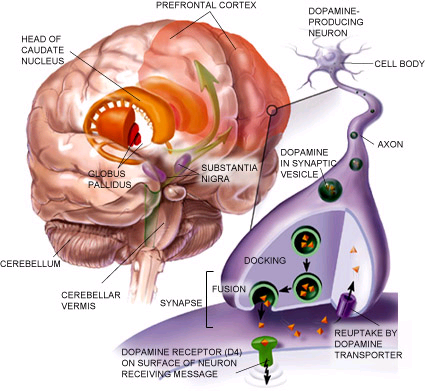 PREFRONTAL CORTEX
HEAD OF
CAUDATE
NUCLEUS
GLOBUS
PALLIDUS
SUBSTANTIA
NIGRA
CEREBELLUM
CEREBELLAR
VERMIS
DOPAMINE-
PRODUCING
NEURON
CELL BODY
AXON
DOPAMINE
IN SYNAPTIC
VESICLE
DOCKING
FUSION
SYNAPSE
REUPTAKE BY
DOPAMINE
TRANSPORTER
DOPAMINE RECEPTOR (D4)
ON SURFACE OF NEURON
RECEIVING MESSAGE